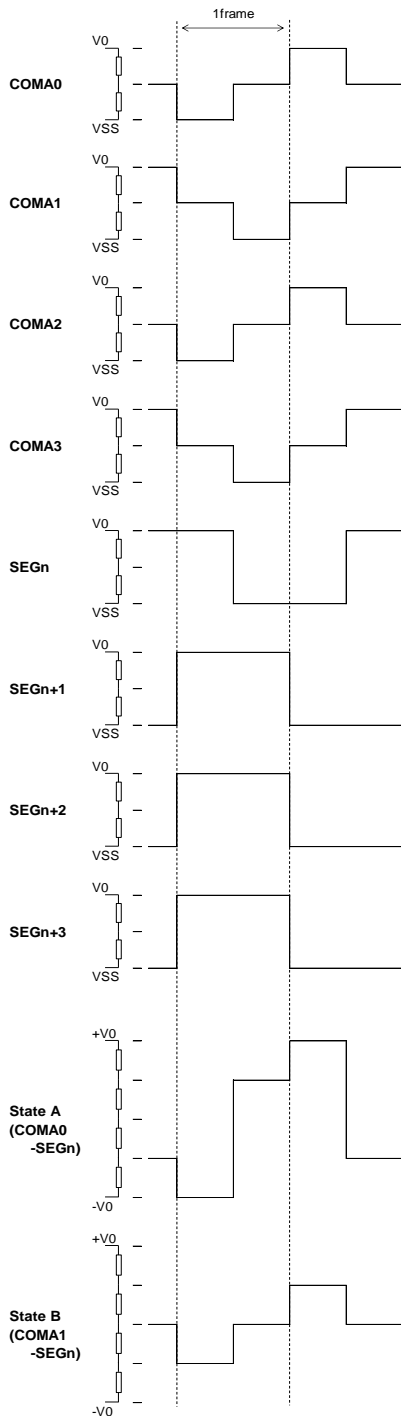 1frame
V0
COMA0
VSS
V0
COMA1
VSS
V0
COMA2
VSS
V0
COMA3
VSS
V0
SEGn
VSS
V0
SEGn+1
VSS
V0
SEGn+2
VSS
V0
SEGn+3
VSS
+V0
State A
(COMA0
-SEGn)
-V0
+V0
State B
(COMA1
-SEGn)
-V0